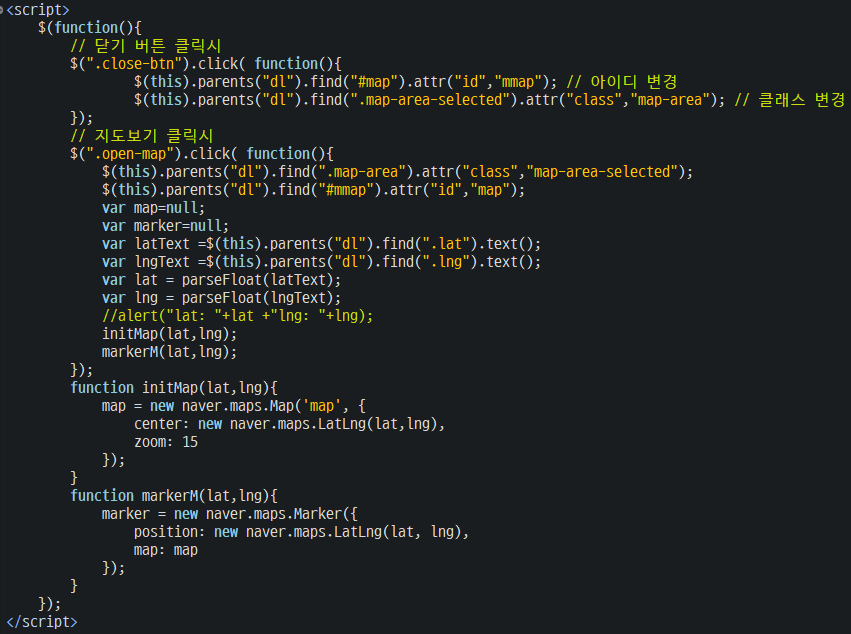 <script>
$(function(){
// 닫기 버튼 클릭시
$(".close-btn").click( function(){
$(this).parents("dl").find("#map").attr("id","mmap"); // 아이디 변경
$(this).parents("dl").find(".map-area-selected").attr("class","map-area"); // 클래스 변경
});
// 지도보기 클릭시
$(".open-map").click( function(){
$(this).parents("dl").find(".map-area").attr("class","map-area-selected");
$(this).parents("dl").find("#mmap").attr("id","map");
var map=null;
var marker=null;
var latText =$(this).parents("dl").find(".lat").text();
var lngText =$(this).parents("dl").find(".lng").text();
var lat = parseFloat(latText);
var lng = parseFloat(lngText);
//alert("lat: "+lat +"lng: "+lng);
initMap(lat,lng);
markerM(lat,lng);
});
function initMap(lat,lng){
map = new naver.maps.Map('map', {
center: new naver.maps.LatLng(lat,lng),
zoom: 15
});
}
function markerM(lat,lng){
marker = new naver.maps.Marker({
position: new naver.maps.LatLng(lat, lng),
map: map
});
}
});
</script>